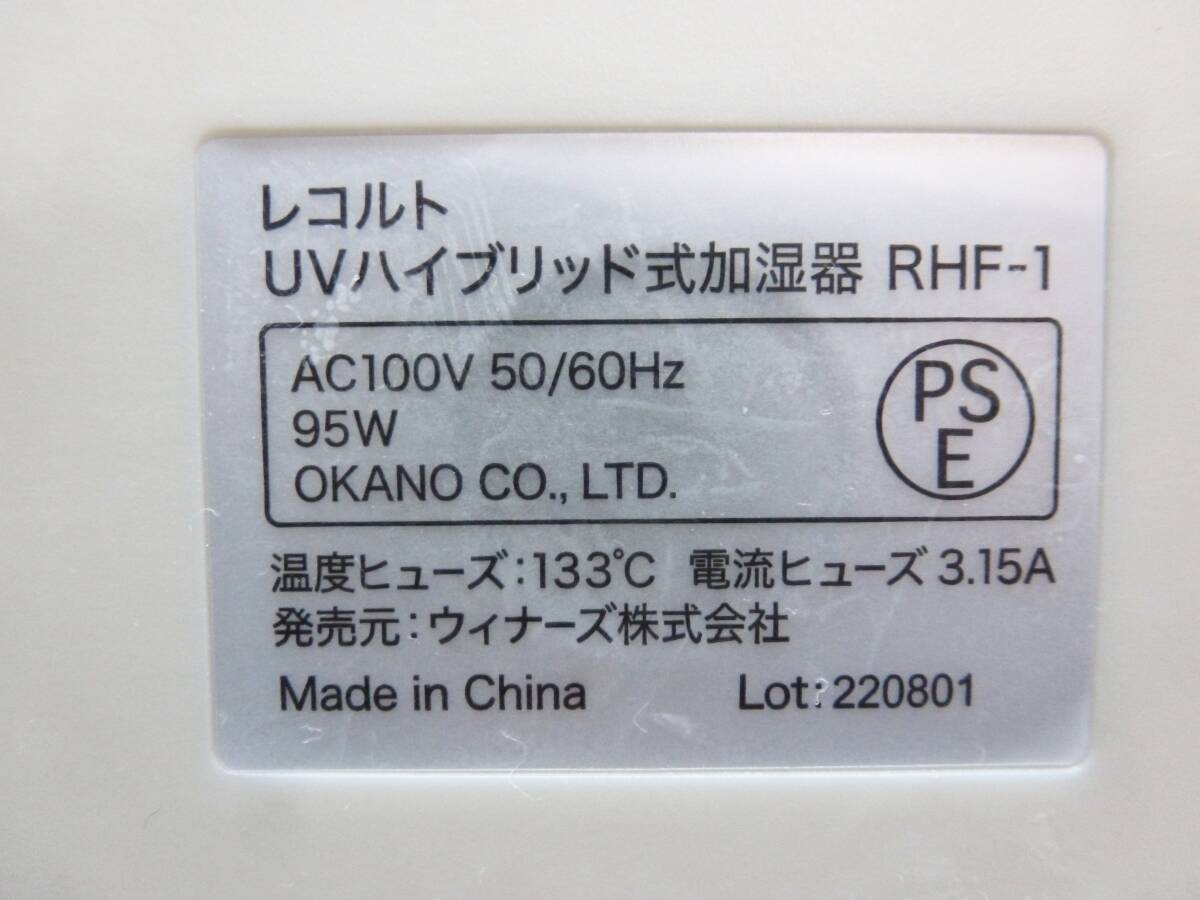 レコルト
UVハイブリッド式加湿器 RHF-1
AC100V 50/60Hz
95W
OKANO CO., LTD.
PS
E
温度ヒューズ:133℃ 電流ヒューズ 3.15A
発売元:ウィナーズ株式会社
Made in China Lot:220801